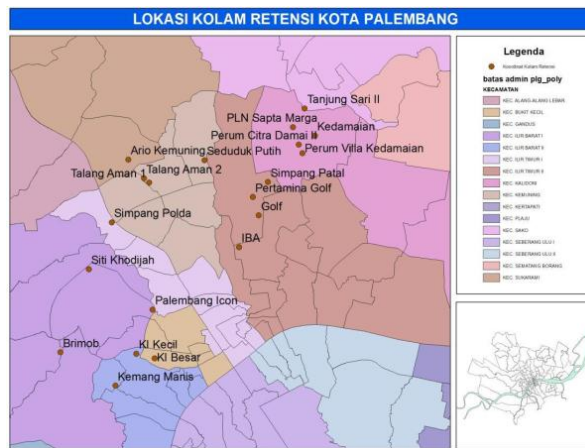 LOKASI KOLAM RETENSI KOTA PALEMBANG
Tanjung Sari II
PLN Sapta Marga
Kedamaian
Perum Citra Damai II
Perum Villa Kedamaian
Ario Kemuning
Seduduk Putih
Talang Aman 1
Talang Aman 2
Simpang Patal
Pertamina Golf
Golf
Simpang Polda
IBA
Siti Khodijah
Palembang Icon
Brimob
KI Kecil
KI Besar
Kemang Manis
Legenda
Koordinat Kolam Retensi
batas admin plg_poly
KECAMATAN
KEC. ALANG-ALANG LEBAR
KEC. BUKIT KECIL
KEC. GANDUS
KEC. ILIR BARAT I
KEC. ILIR BARAT II
KEC. ILIR TIMUR I
KEC. ILIR TIMUR II
KEC. KALIDONI
KEC. KEMUNING
KEC. KERTAPATI
KEC. PLAJU
KEC. SAKO
KEC. SEBERANG ULU I
KEC. SEBERANG ULU II
KEC. SEMATANG BORANG
KEC. SUKARAMI